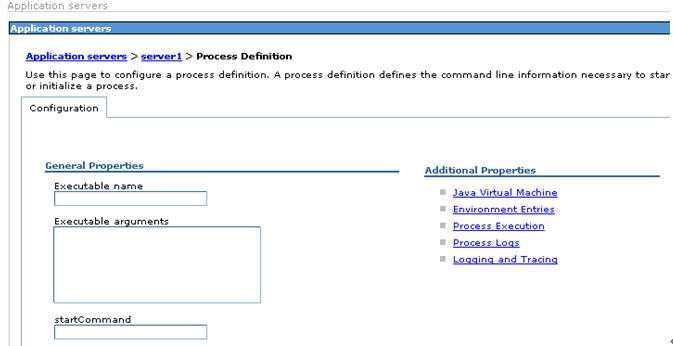 Application servers
Application servers
Application servers > server1 > Process Definition
Use this page to configure a process definition. A process definition defines the command line information necessary to star
or initialize a process.
Configuration
General Properties
Executable name
Executable arguments
startCommand
Additional Properties
Java Virtual Machine
Environment Entries
Process Execution
Process Logs
Logging and Tracing